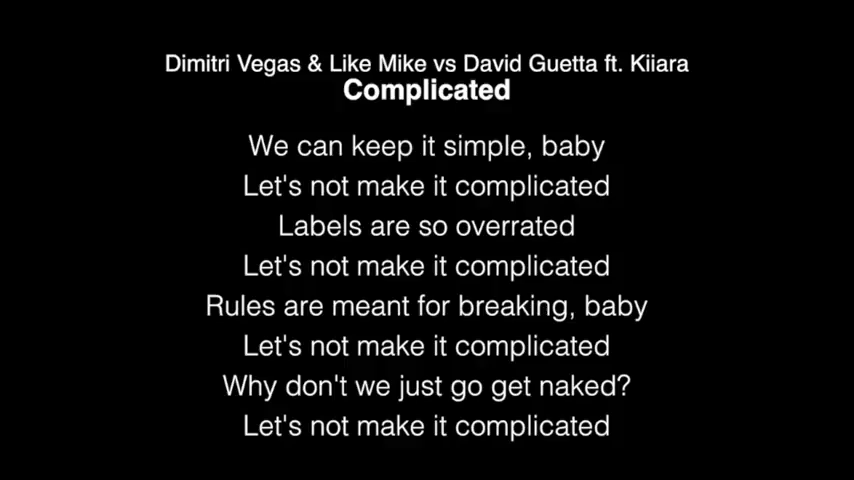 Dimitri Vegas & Like Mike vs David Guetta ft. Kiiara
Complicated
We can keep it simple, baby
Let's not make it complicated
Labels are so overrated
Let's not make it complicated
Rules are meant for breaking, baby
Let's not make it complicated
Why don't we just go get naked?
Let's not make it complicated